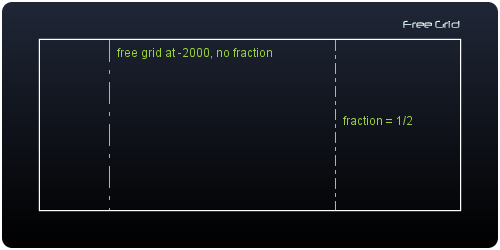 Free Grid
free grid at -2000, no fraction
fraction = 1/2